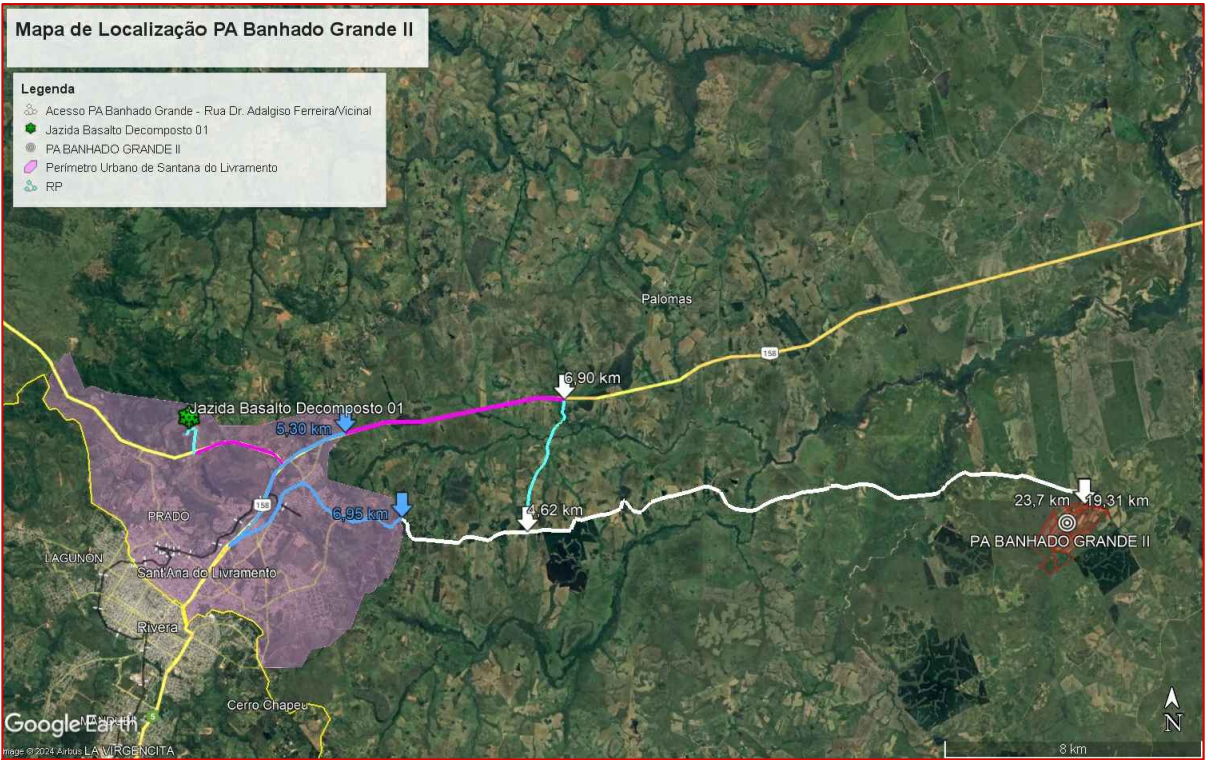 Mapa de Localização PA Banhado Grande II
Legenda
Acesso PA Banhado Grande - Rua Dr. Adalgiso Ferreira/Vicinal
Jazida Basalto Decomposto 01
PA BANHADO GRANDE II
Perímetro Urbano de Santana do Livramento
RP
Palomas
158
6,90 km
Jazida Basalto Decomposto 01
5,30 km
158
6,95 km
4,62 km
23,7 km
19,31 km
PRADO
PA BANHADO GRANDE II
LAGUNON
Sant'Ana do Livramento
Rivera
Cerro Chapeu
5
Google Earth
Image © 2024 Airbus
LA VIRGENCITA
N
8 km